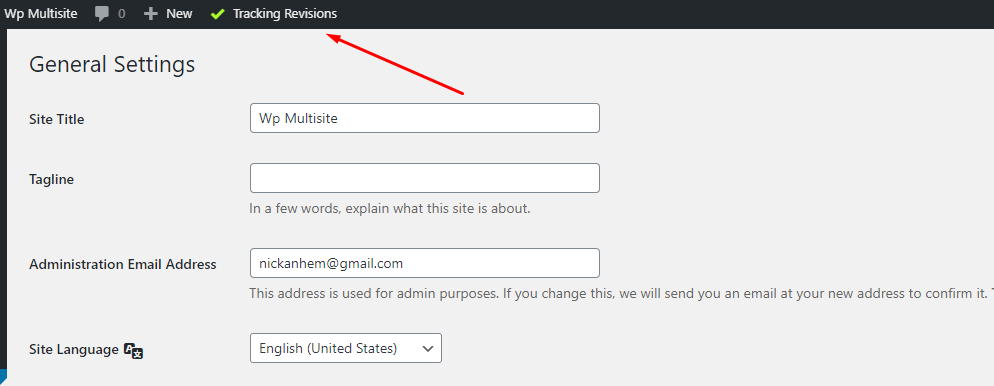 Wp Multisite 0 New Tracking Revisions
General Settings
Site Title Wp Multisite
Tagline
In a few words, explain what this site is about.
Administration Email Address nickanhem@gmail.com
This address is used for admin purposes. If you change this, we will send you an email at your new address to confirm it.
Site Language English (United States)